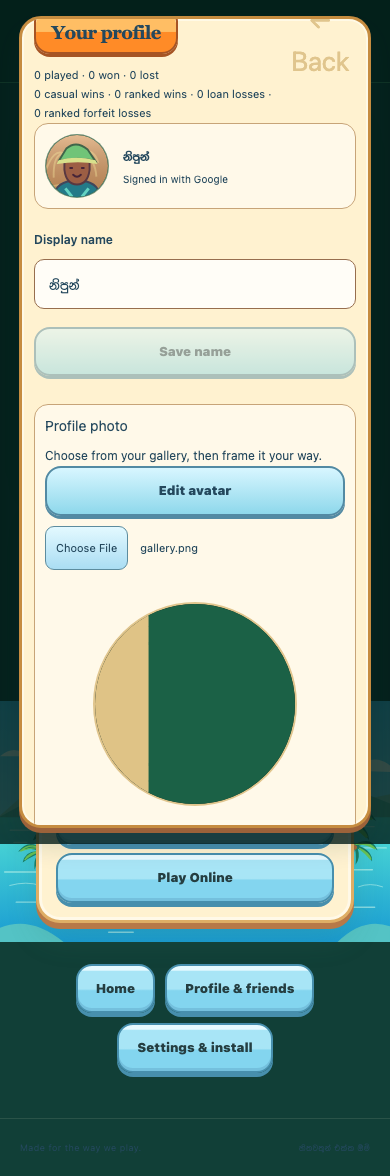 Your profile
Back
0 played · 0 won · 0 lost
0 casual wins · 0 ranked wins · 0 loan losses ·
0 ranked forfeit losses
නිපුන්
Signed in with Google
Display name
නිපුන්
Save name
Profile photo
Choose from your gallery, then frame it your way.
Edit avatar
Choose File
gallery.png
Play Online
Home
Profile & friends
Settings & install
Made for the way we play.